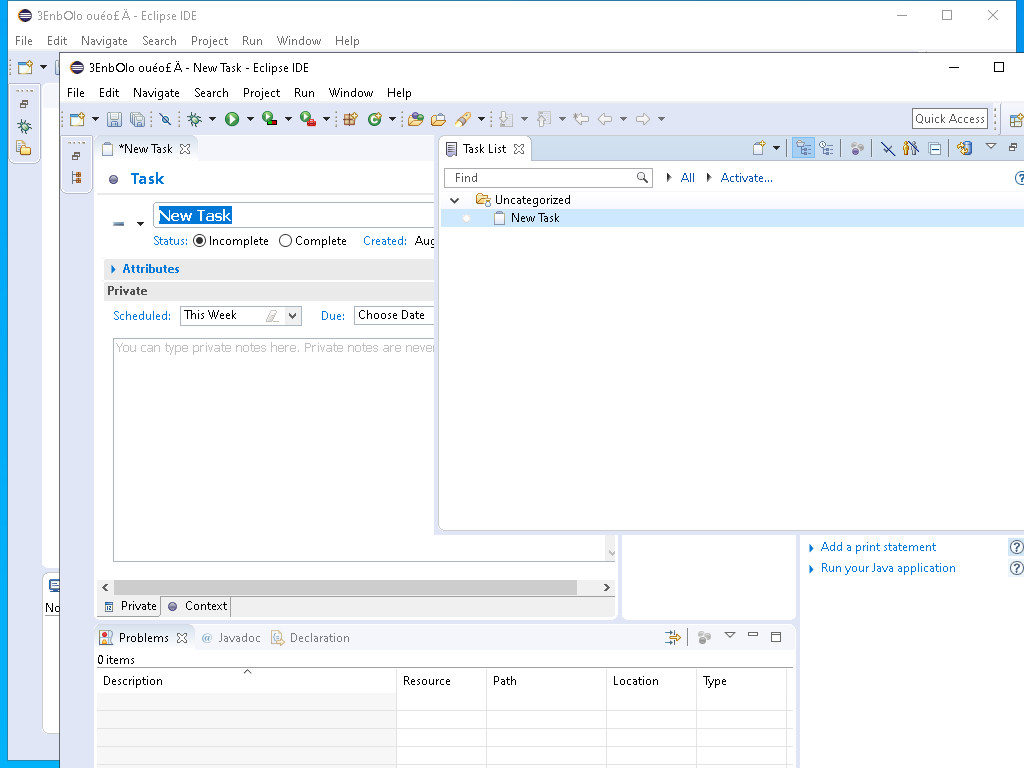 3EnbOlo ouéo£ Ä - Eclipse IDE
File Edit Navigate Search Project Run Window Help
3EnbOlo ouéo£ Ä - New Task - Eclipse IDE
File Edit Navigate Search Project Run Window Help
Quick Access
*New Task
Task List
Task
Find
All
Activate...
Uncategorized
New Task
New Task
Status: Incomplete Complete Created: Aug
Attributes
Private
Scheduled: This Week Due: Choose Date
You can type private notes here. Private notes are never
Add a print statement
Run your Java application
Private Context
No
Problems Javadoc Declaration
0 items
Description Resource Path Location Type